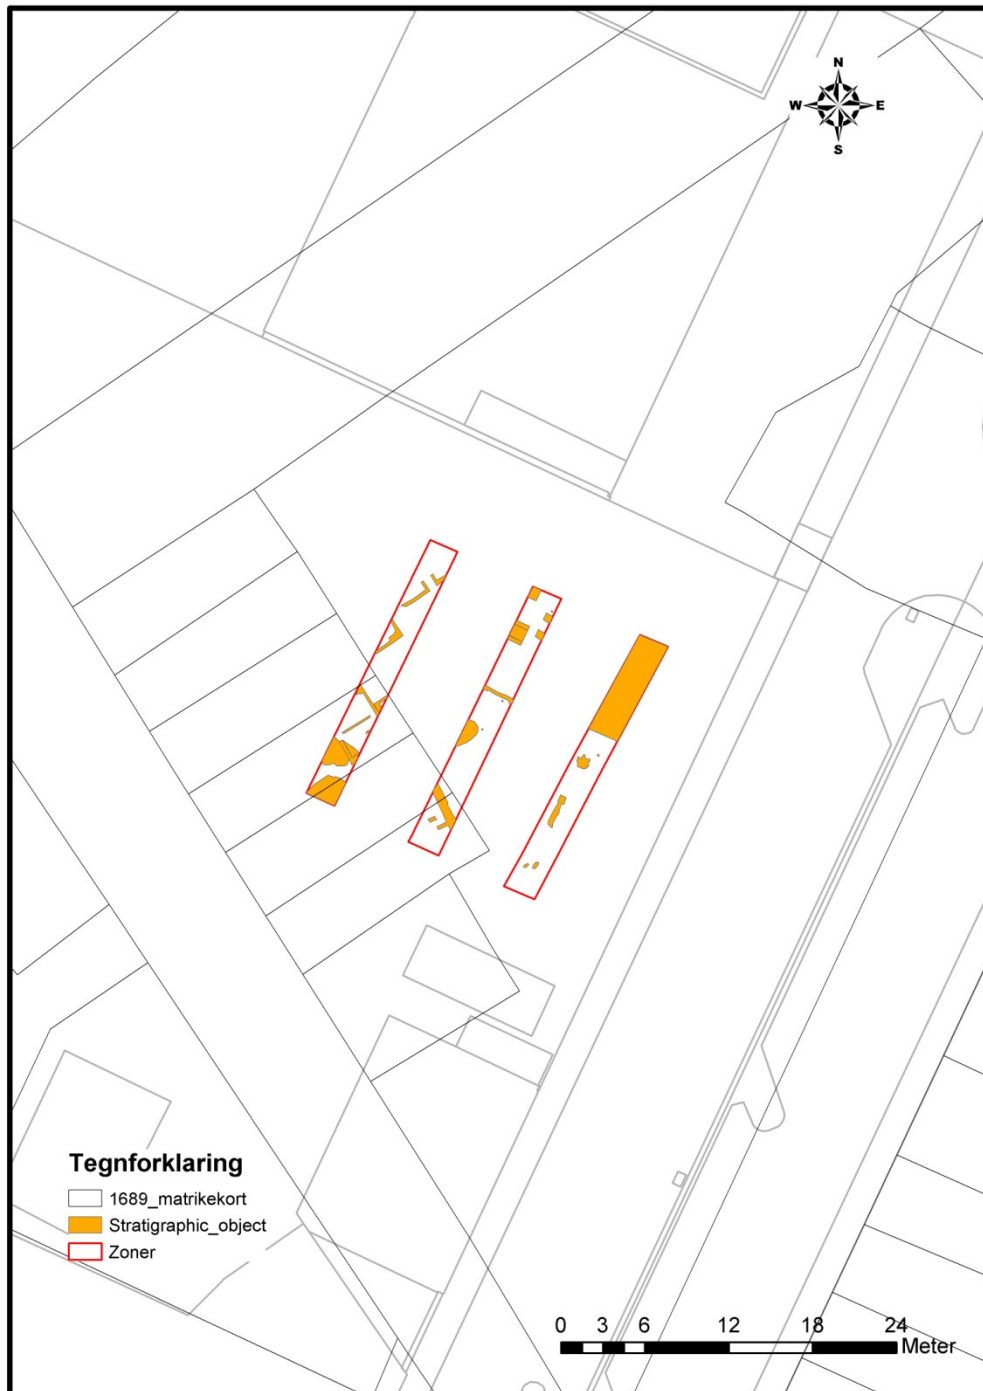 N
W E
S
Tegnforklaring
1689_matrikekort
Stratigraphic_object
Zoner
0 3 6 12 18 24
Meter